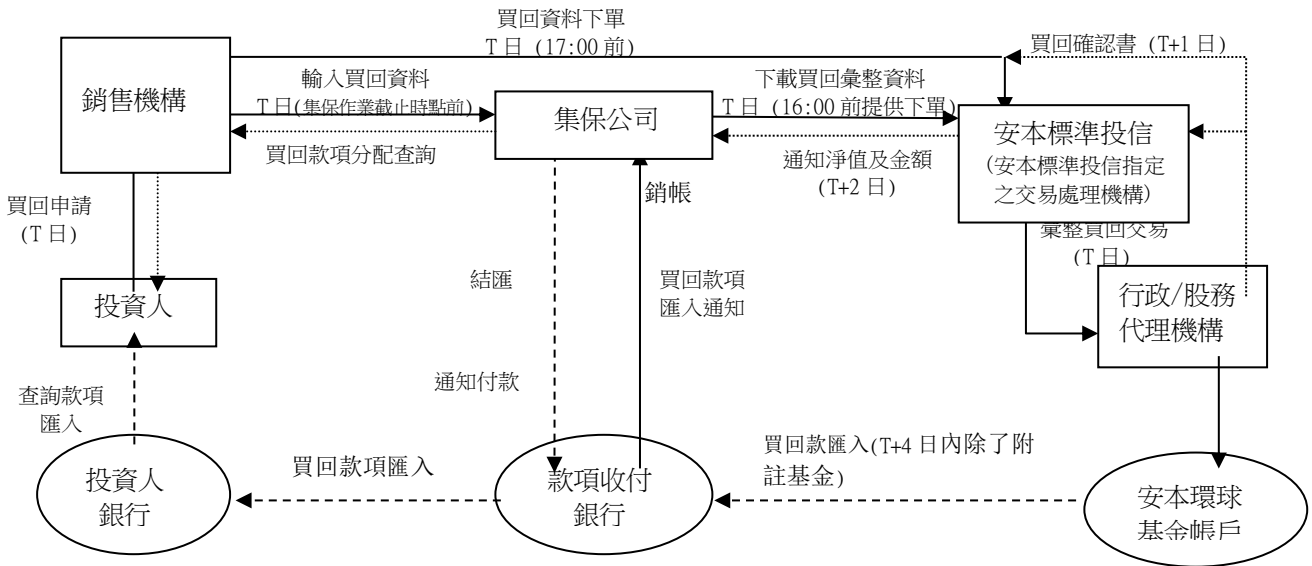 買回資料下單
T 日 (17:00 前)
買回確認書 (T+1 日)
銷售機構
輸入買回資料
T 日(集保作業截止時點前)
集保公司
下載買回彙整資料
T 日 (16:00 前提供下單)
安本標準投信
(安本標準投信指定
之交易處理機構)
買回款項分配查詢
通知淨值及金額
(T+2 日)
買回申請
(T 日)
銷帳
彙整買回交易
(T 日)
投資人
結匯
買回款項
匯入通知
行政/股務
代理機構
查詢款項
匯入
通知付款
投資人
銀行
買回款項匯入
款項收付
銀行
買回款匯入(T+4 日內除了附
註基金)
安本環球
基金帳戶